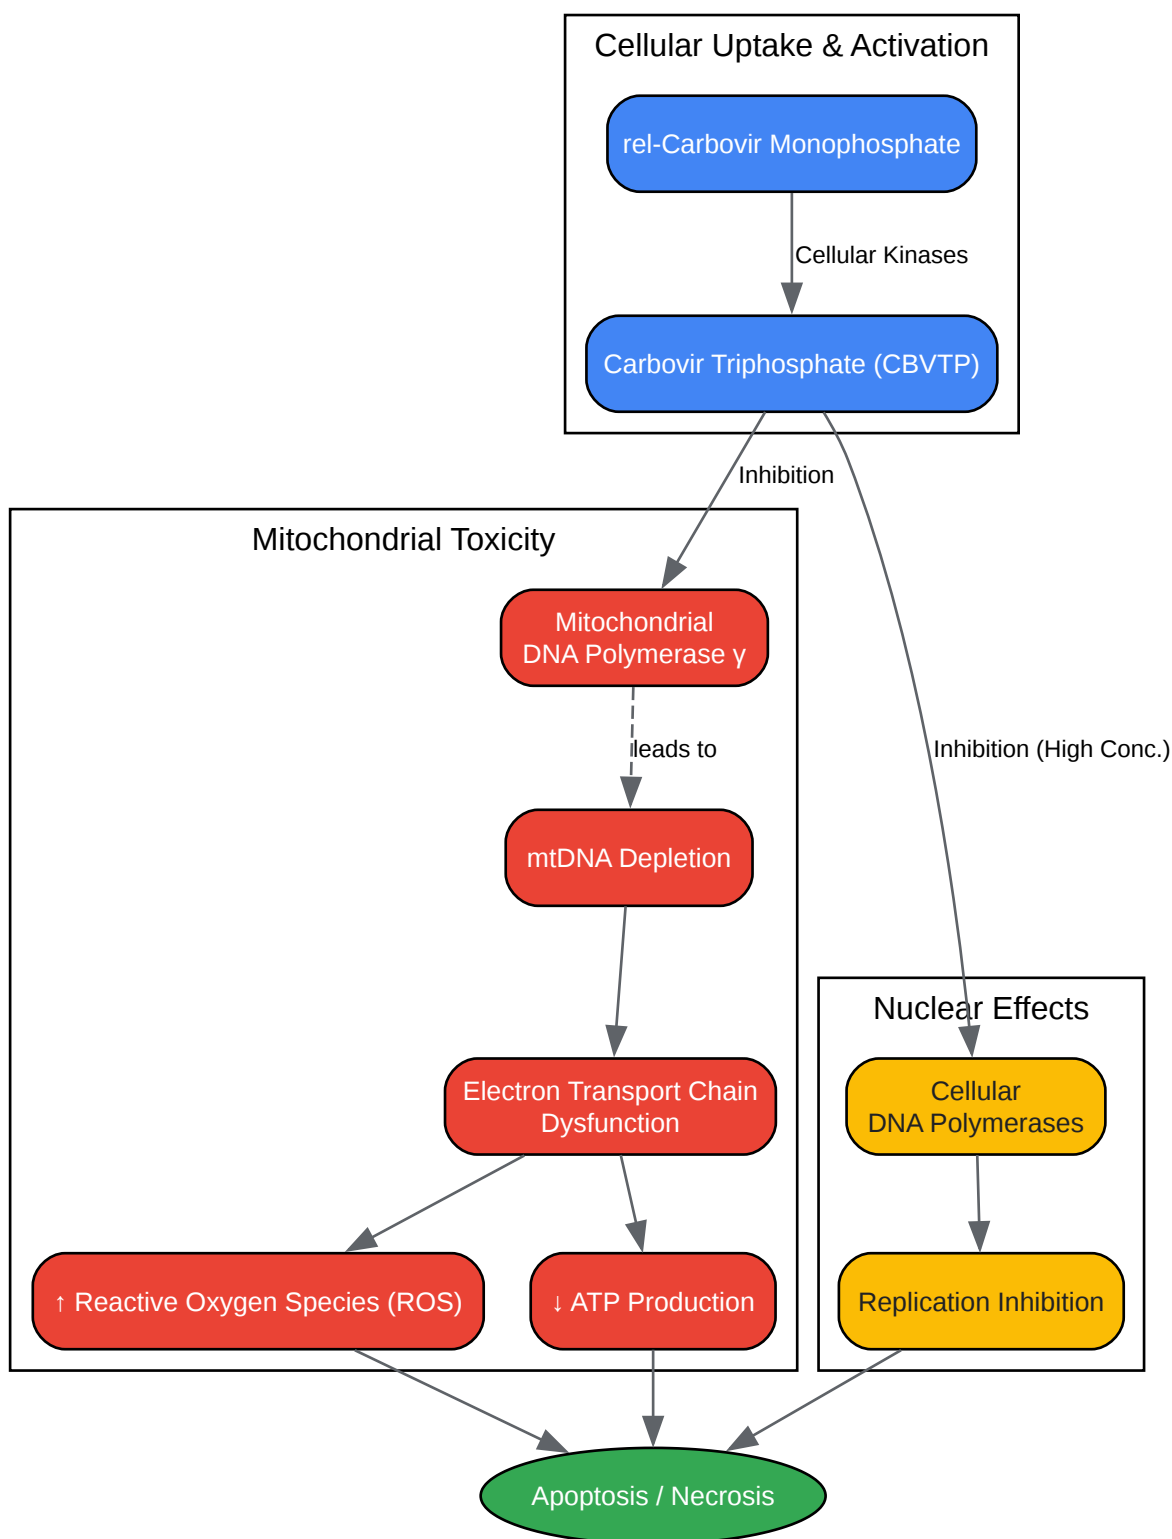 Cellular Uptake & Activation
rel-Carbovir Monophosphate
Cellular Kinases
Carbovir Triphosphate (CBVTP)
Inhibition
Mitochondrial Toxicity
Mitochondrial
DNA Polymerase γ
leads to
Inhibition (High Conc.)
mtDNA Depletion
Nuclear Effects
Electron Transport Chain
Dysfunction
Cellular
DNA Polymerases
↑ Reactive Oxygen Species (ROS)
↓ ATP Production
Replication Inhibition
Apoptosis / Necrosis